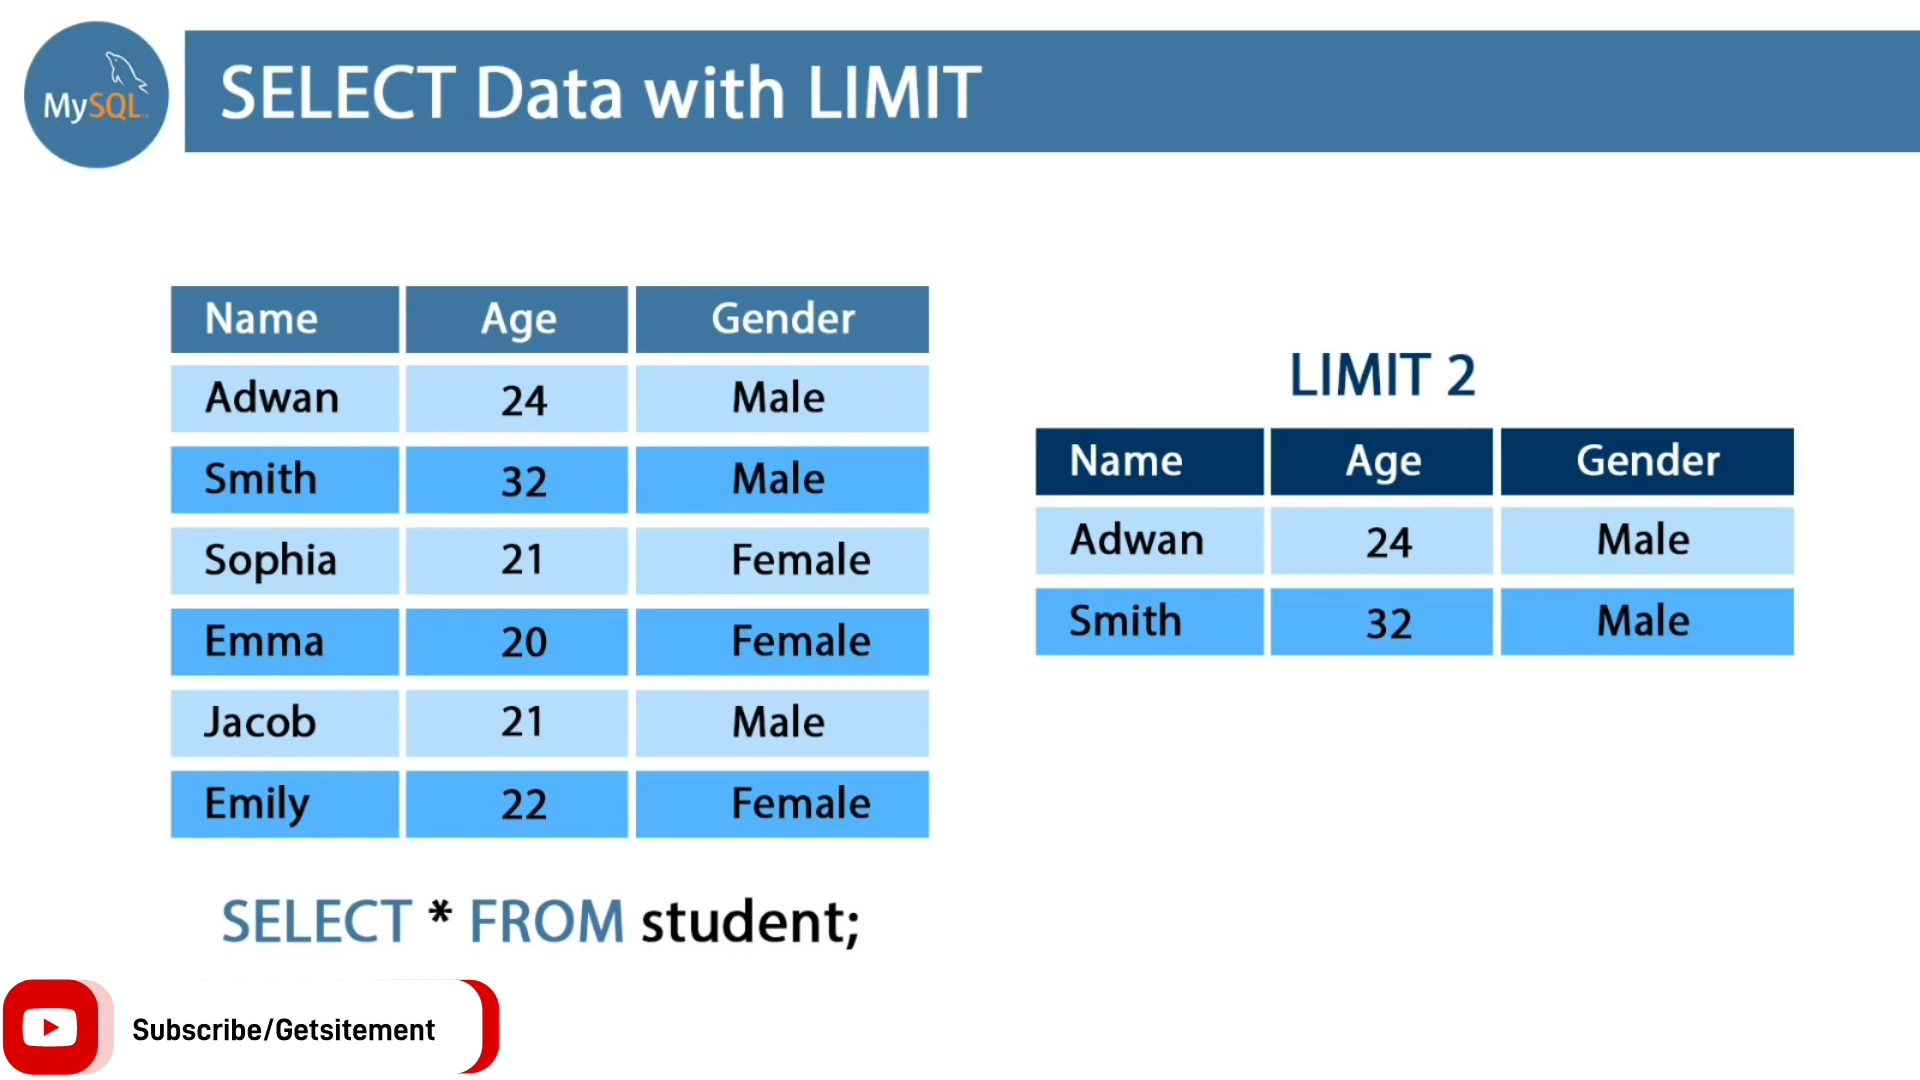 MySQL
SELECT Data with LIMIT
Name Age Gender
Adwan 24 Male
Smith 32 Male
Sophia 21 Female
Emma 20 Female
Jacob 21 Male
Emily 22 Female
SELECT * FROM student;
LIMIT 2
Name Age Gender
Adwan 24 Male
Smith 32 Male
Subscribe/Getsitement